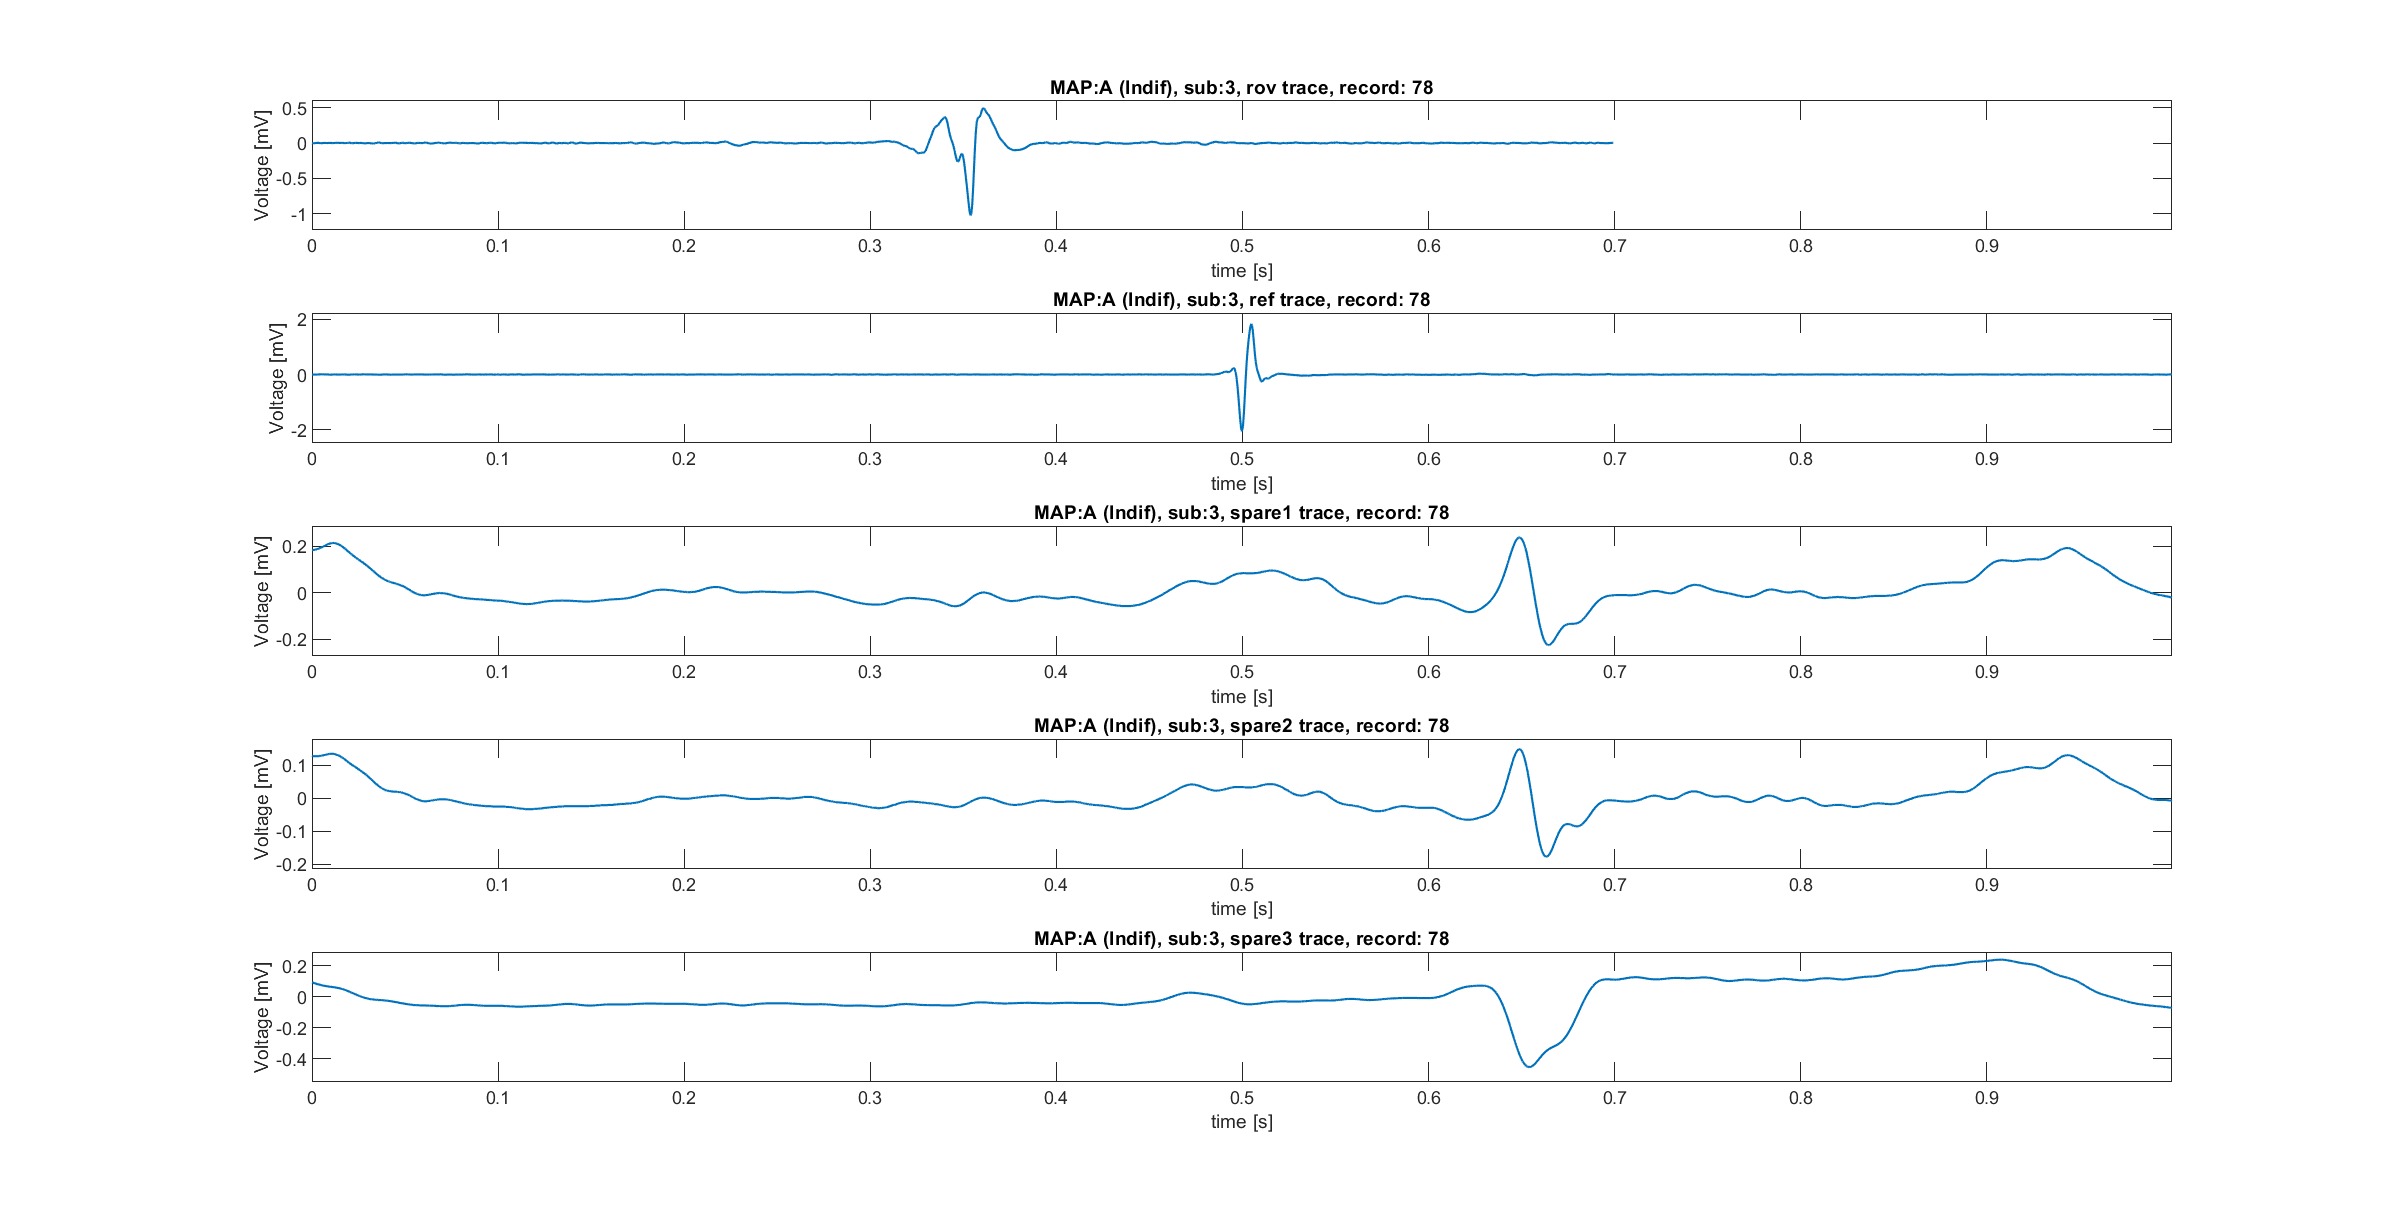 MAP:A (Indif), sub:3, rov trace, record: 78
Voltage [mV]
0.5
0
-0.5
-1
0 0.1 0.2 0.3 0.4 0.5 0.6 0.7 0.8 0.9
time [s]
MAP:A (Indif), sub:3, ref trace, record: 78
Voltage [mV]
2
0
-2
0 0.1 0.2 0.3 0.4 0.5 0.6 0.7 0.8 0.9
time [s]
MAP:A (Indif), sub:3, spare1 trace, record: 78
Voltage [mV]
0.2
0
-0.2
0 0.1 0.2 0.3 0.4 0.5 0.6 0.7 0.8 0.9
time [s]
MAP:A (Indif), sub:3, spare2 trace, record: 78
Voltage [mV]
0.1
0
-0.1
-0.2
0 0.1 0.2 0.3 0.4 0.5 0.6 0.7 0.8 0.9
time [s]
MAP:A (Indif), sub:3, spare3 trace, record: 78
Voltage [mV]
0.2
0
-0.2
-0.4
0 0.1 0.2 0.3 0.4 0.5 0.6 0.7 0.8 0.9
time [s]